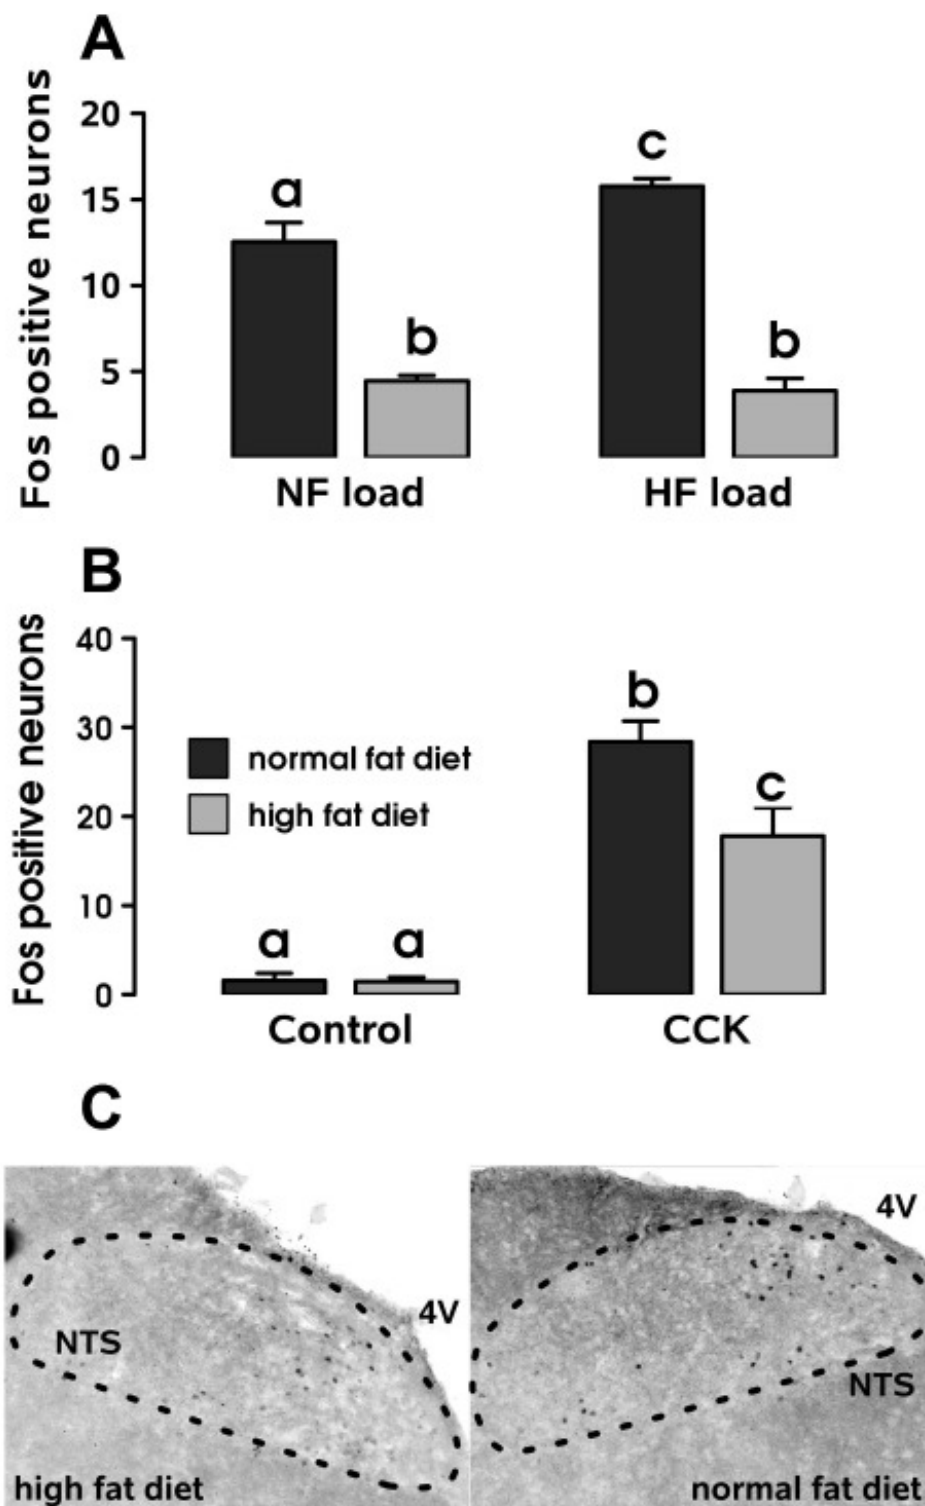 A
Fos positive neurons
20
15
10
5
0
a
b
c
b
NF load
HF load
B
Fos positive neurons
40
30
20
10
0
normal fat diet
high fat diet
a
a
b
c
Control
CCK
C
4V
NTS
high fat diet
4V
NTS
normal fat diet